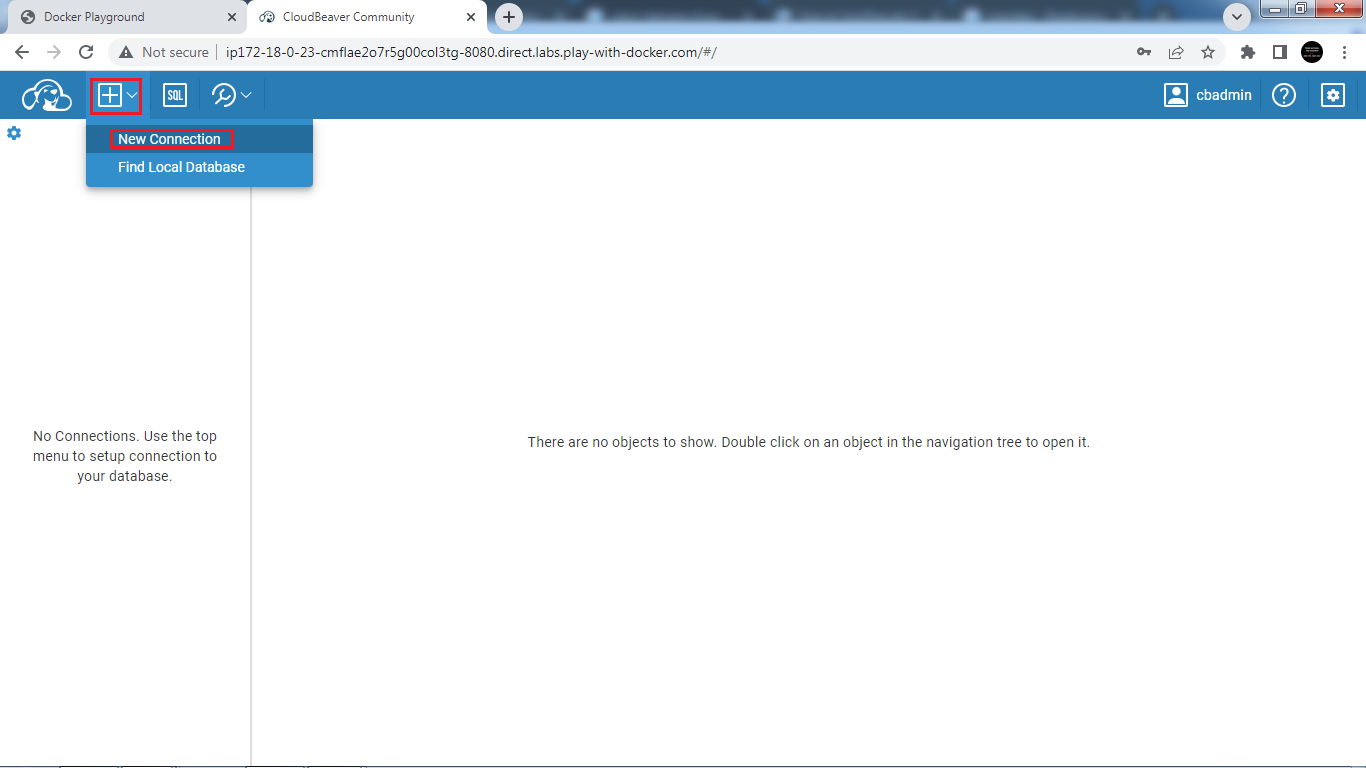 Docker Playground
CloudBeaver Community
Not secure
ip172-18-0-23-cmflae2o7r5g00col3tg-8080.direct.labs.play-with-docker.com/#/
SQL
cbadmin
New Connection
Find Local Database
No Connections. Use the top
menu to setup connection to
your database.
There are no objects to show. Double click on an object in the navigation tree to open it.